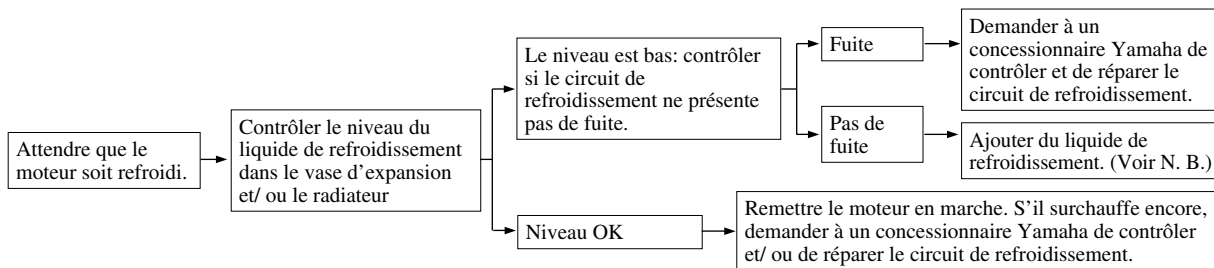 Attendre que le
moteur soit refroidi.
Contrôler le niveau du
liquide de refroidissement
dans le vase d’expansion
et/ ou le radiateur
Le niveau est bas: contrôler
si le circuit de
refroidissement ne présente
pas de fuite.
Fuite
Demander à un
concessionnaire Yamaha de
contrôler et de réparer le
circuit de refroidissement.
Pas de
fuite
Ajouter du liquide de
refroidissement. (Voir N. B.)
Niveau OK
Remettre le moteur en marche. S’il surchauffe encore,
demander à un concessionnaire Yamaha de contrôler
et/ ou de réparer le circuit de refroidissement.